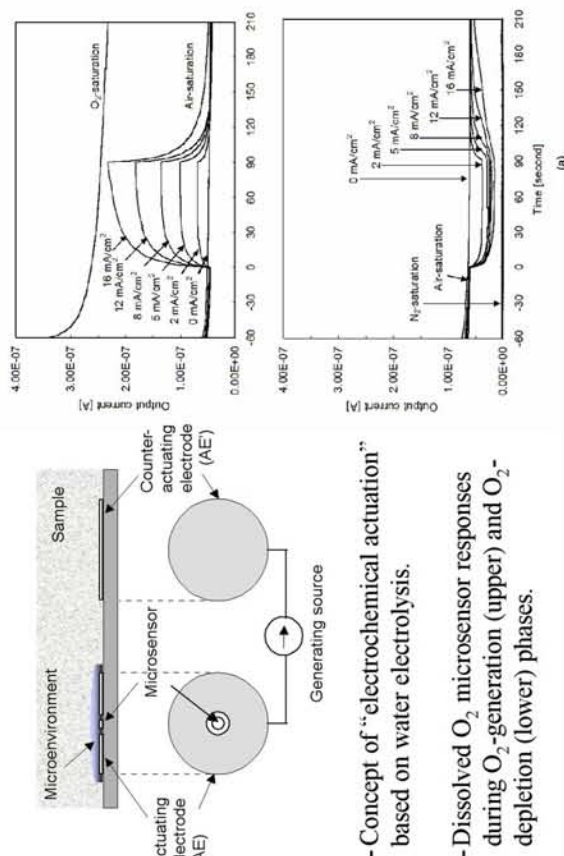 Microenvironment
Sample
Counter-
actuating
electrode
(AE')
Microsensor
ctuating
lectrode
AE)
Generating source
- Concept of “electrochemical actuation”
based on water electrolysis.
- Dissolved O2 microsensor responses
during O2-generation (upper) and O2-
depletion (lower) phases.
4.00E-07
3.00E-07
2.00E-07
1.00E-07
0.00E+00
Output current [A]
O2-saturation
16 mA/cm2
12 mA/cm2
8 mA/cm2
5 mA/cm2
2 mA/cm2
0 mA/cm2
Air-saturation
-60 -30 0 30 60 90 120 150 180 210
4.00E-07
3.00E-07
2.00E-07
1.00E-07
0.00E+00
Output current [A]
0 mA/cm2
2 mA/cm2
5 mA/cm2
8 mA/cm2
12 mA/cm2
16 mA/cm2
Air-saturation
N2-saturation
-60 -30 0 30 60 90 120 150 180 210
Time [second]
(a)